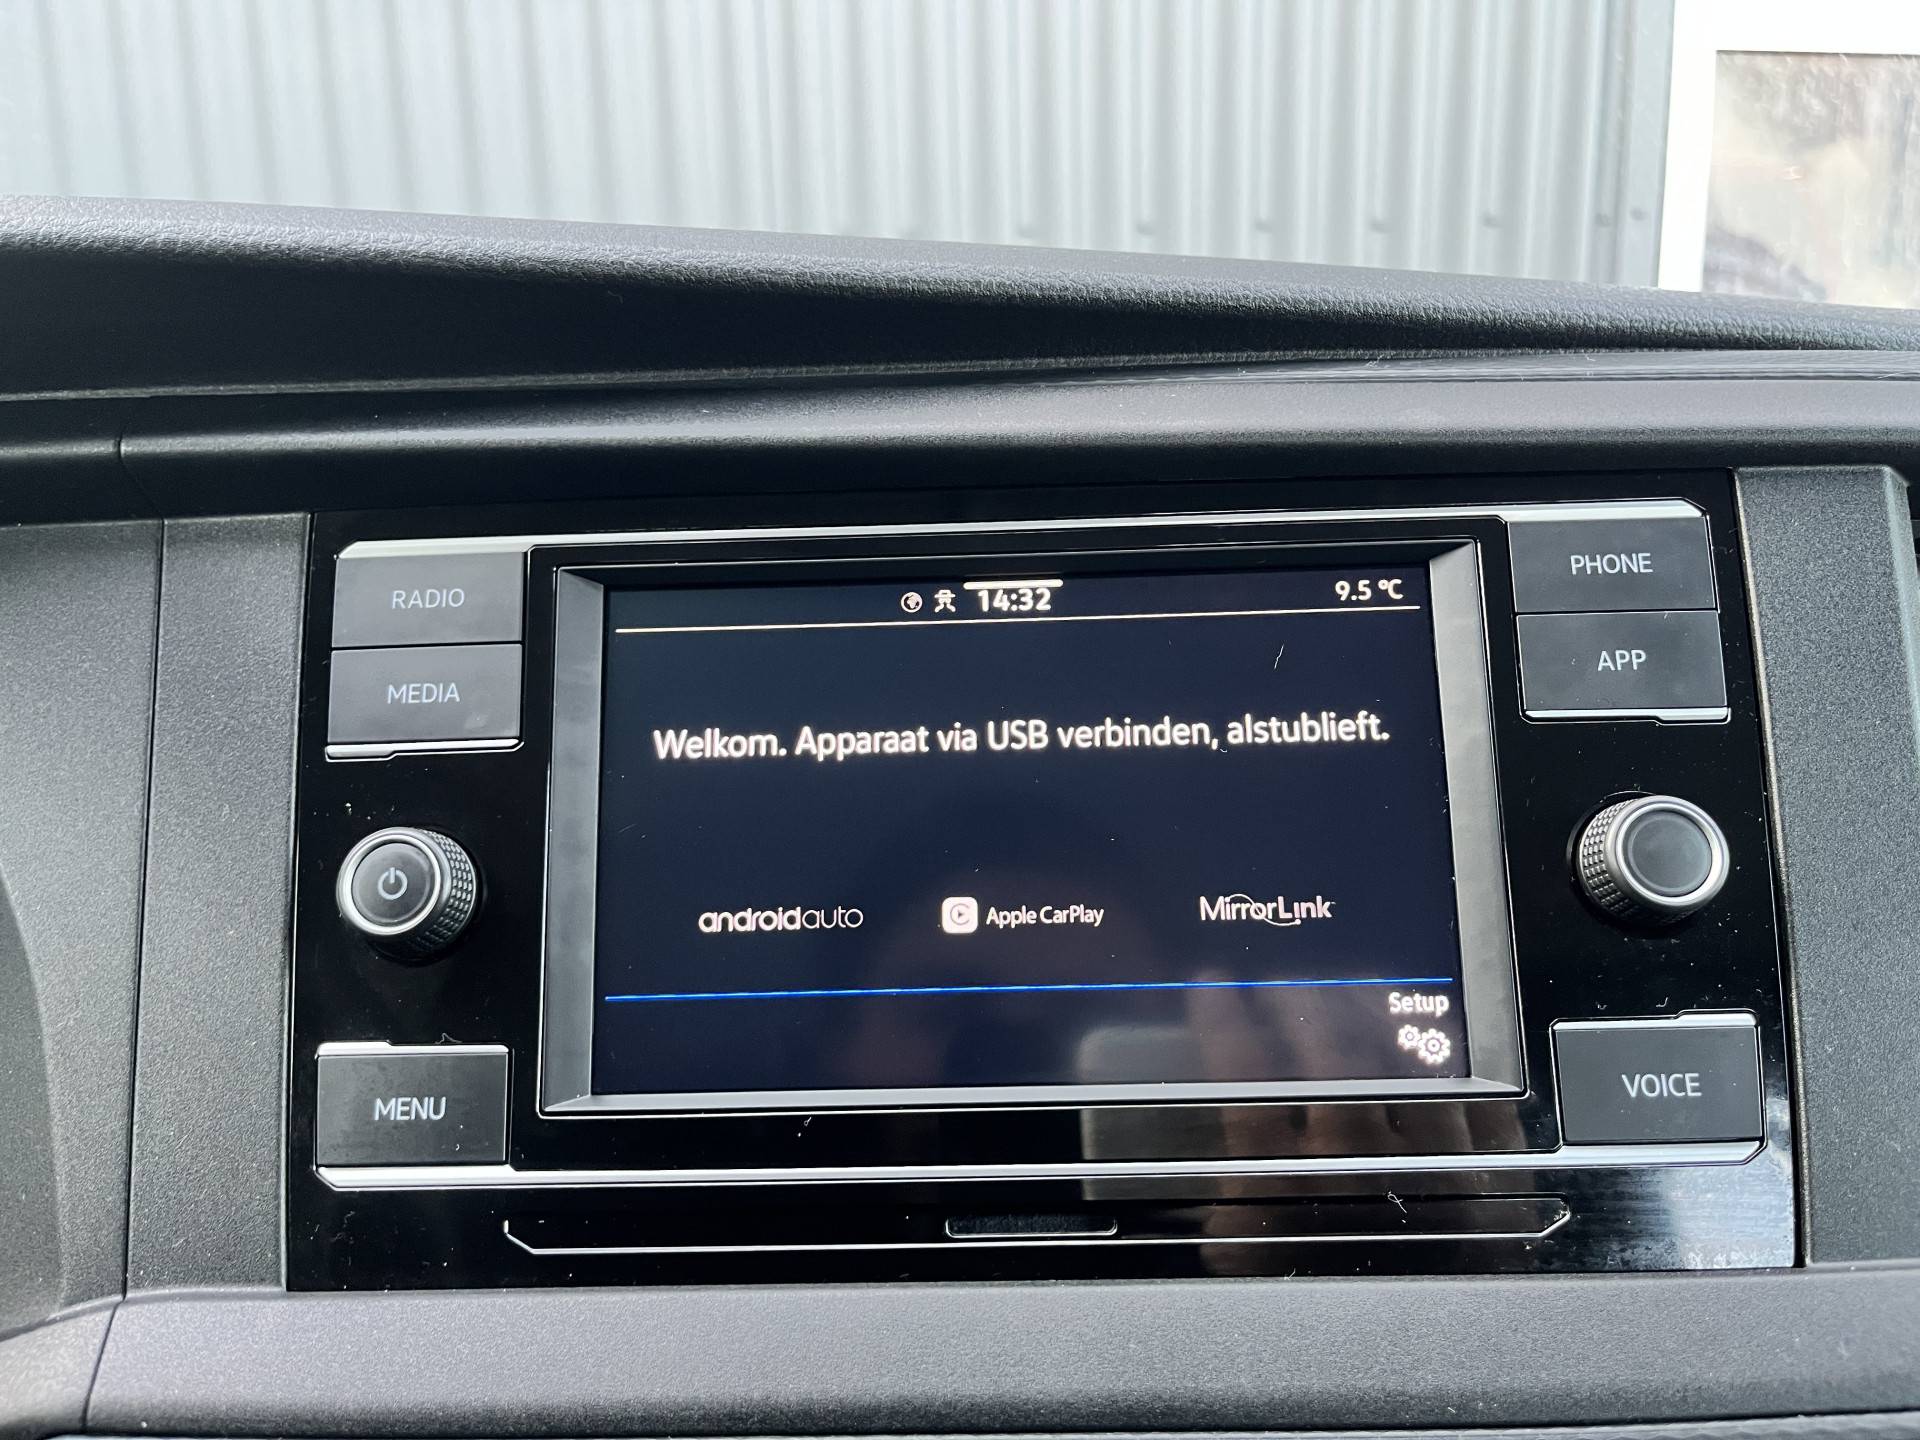 RADIO
MEDIA
MENU
14:32
9.5 °C
Welkom. Apparaat via USB verbinden, alstublieft.
androidauto
Apple CarPlay
MirrorLink
Setup
PHONE
APP
VOICE